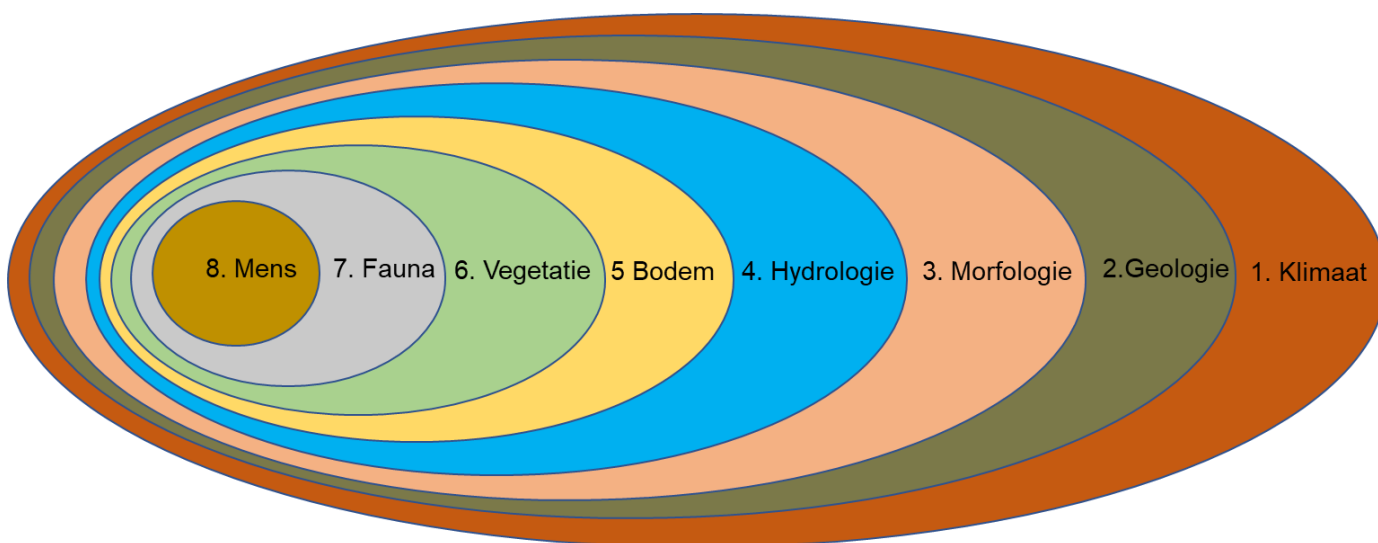 8. Mens
7. Fauna
6. Vegetatie
5 Bodem
4. Hydrologie
3. Morfologie
2.Geologie
1. Klimaat